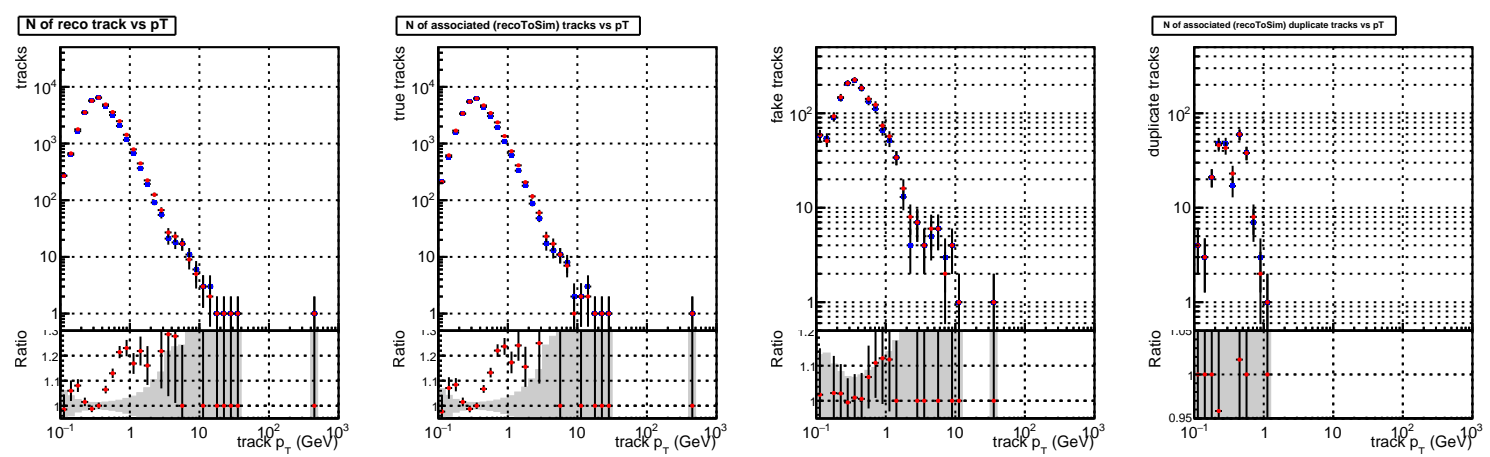 N of reco track vs pT
tracks
10^4
10^3
10^2
10
1
Ratio
1.3
1.2
1.1
1
10^-1 1 10 10^2 10^3
track p_T (GeV)
N of associated (recoToSim) tracks vs pT
true tracks
10^4
10^3
10^2
10
1
Ratio
1.3
1.2
1.1
1
10^-1 1 10 10^2 10^3
track p_T (GeV)
fake tracks
10^2
10
1
Ratio
1.2
1.1
1
10^-1 1 10 10^2 10^3
track p_T (GeV)
N of associated (recoToSim) duplicate tracks vs pT
duplicate tracks
10^2
10
1
Ratio
1.05
1
0.95
10^-1 1 10 10^2 10^3
track p_T (GeV)